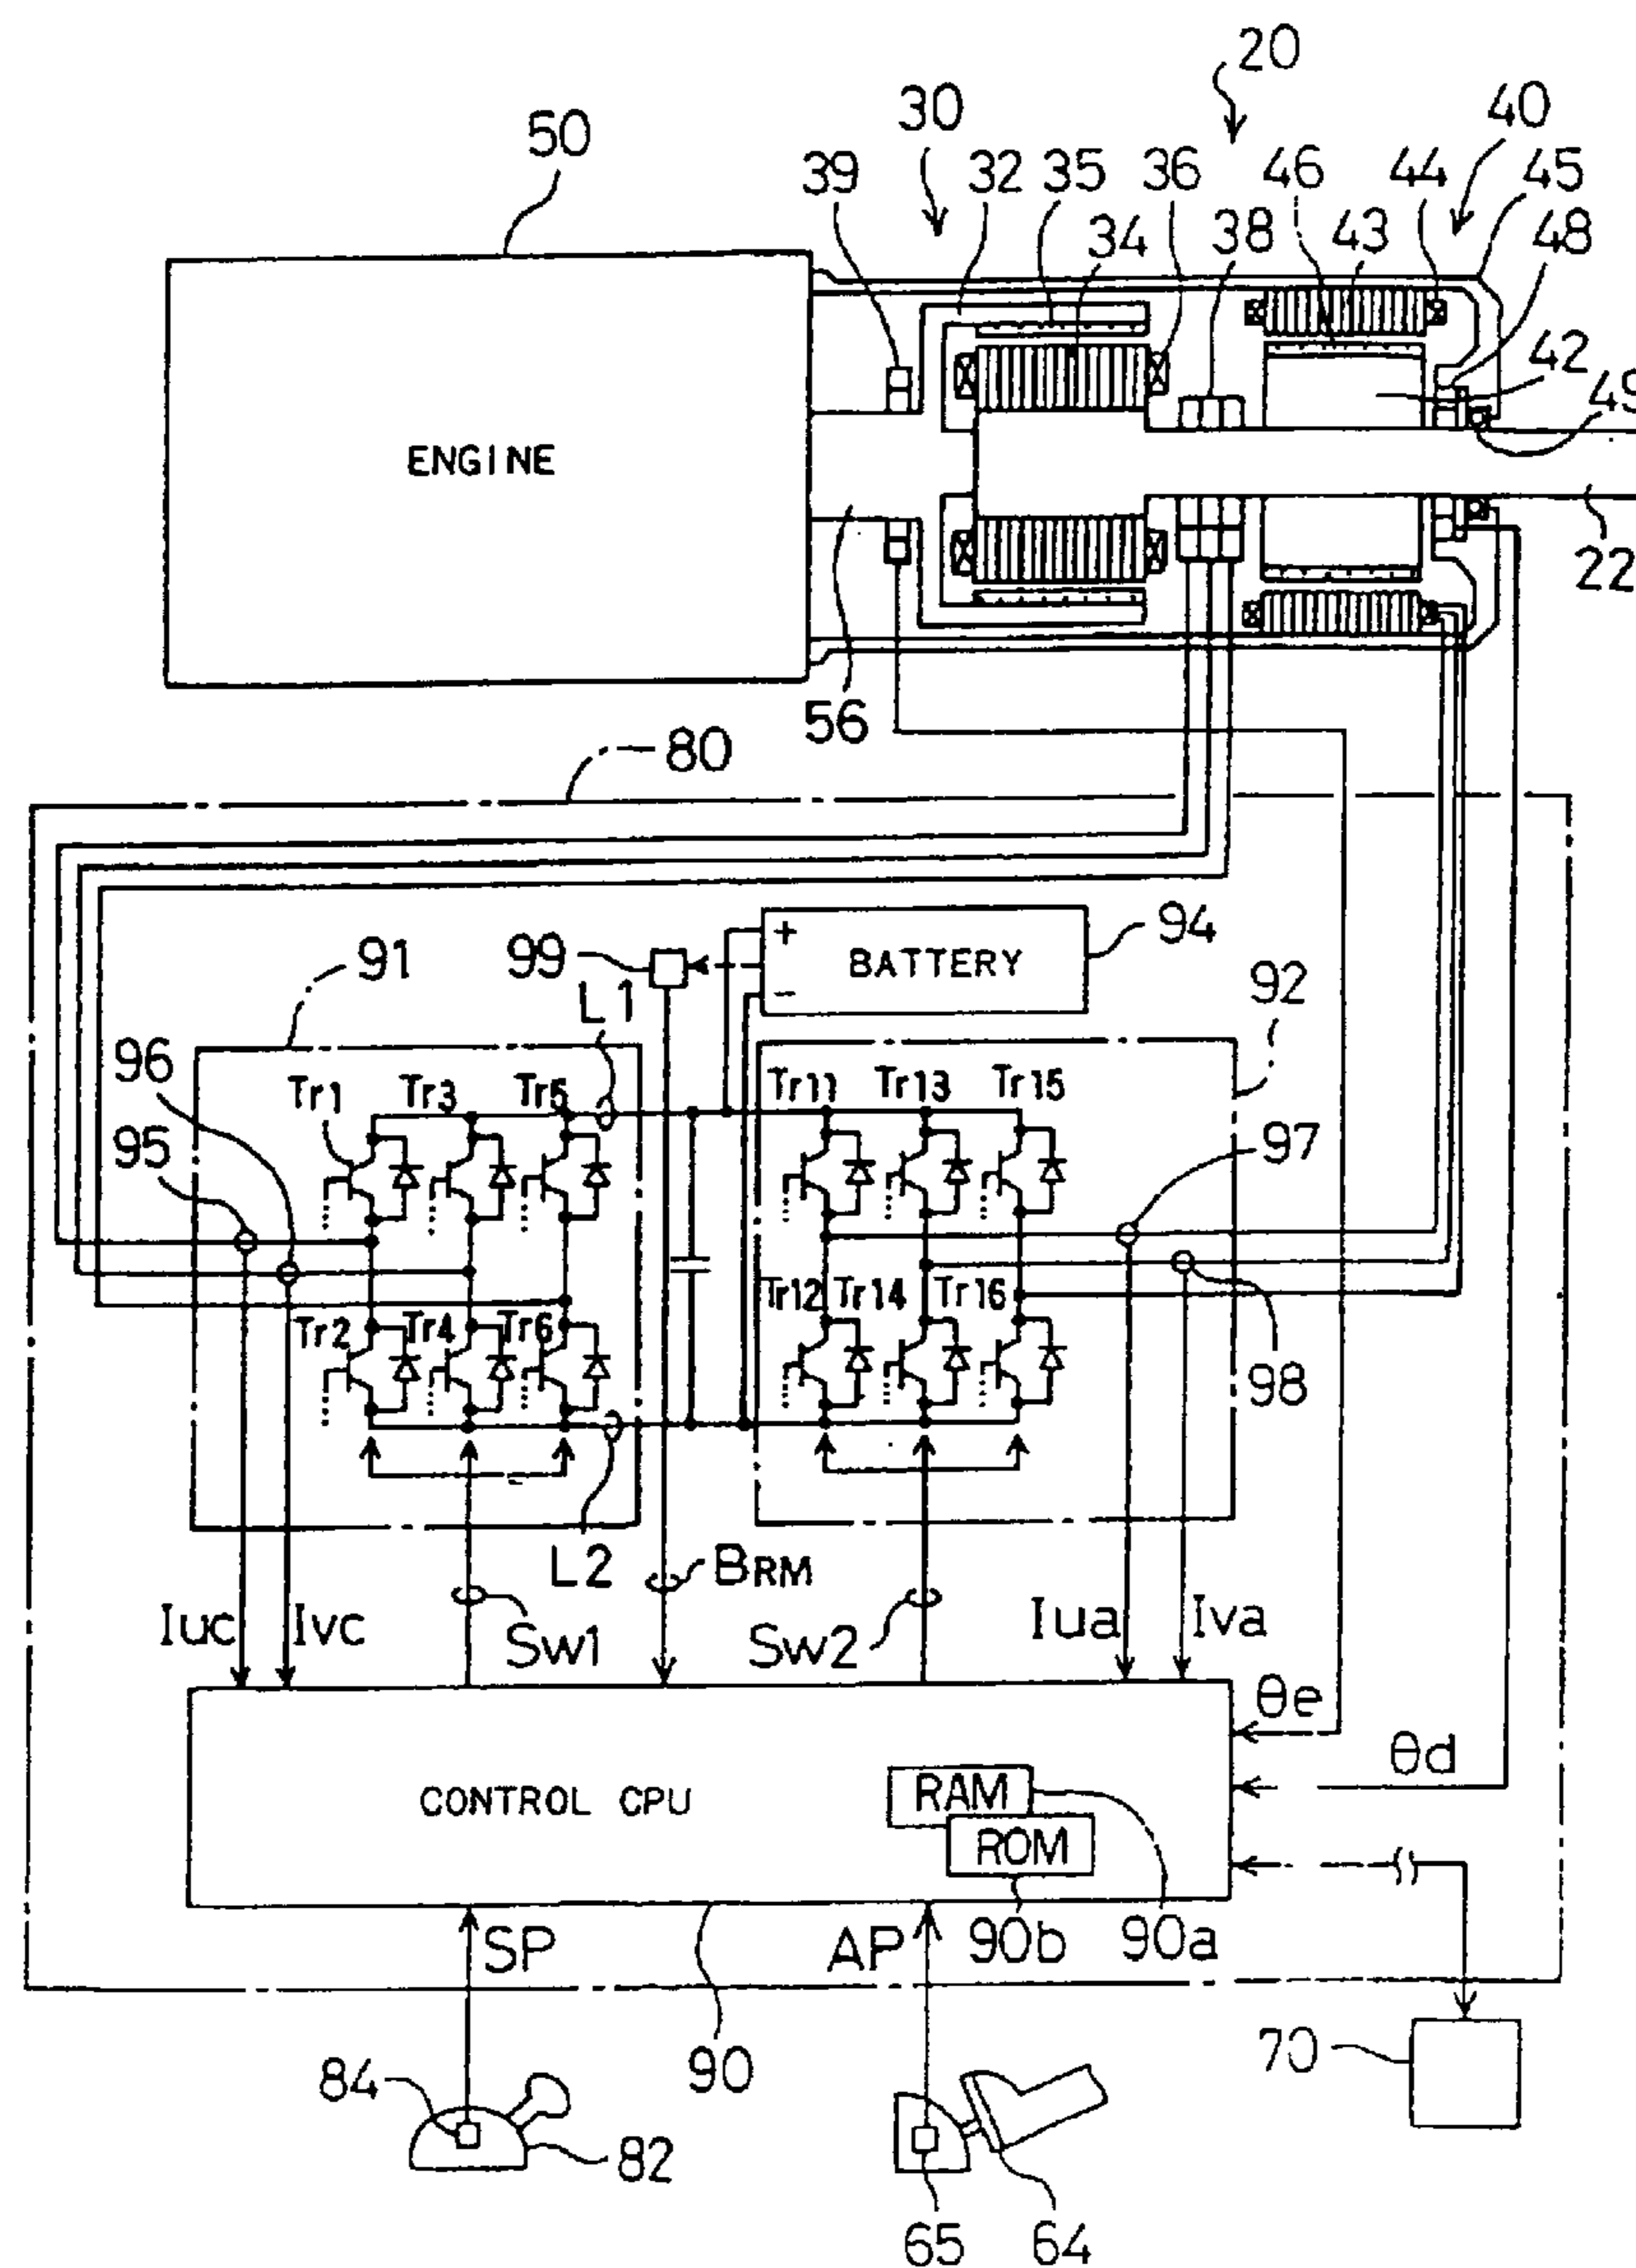 20
30
40
50
39
32
35
36
46
44
45
34
38
43
48
42
49
ENGINE
22
56
80
91
99
+
BATTERY
-
94
L1
92
96
95
Tr1
Tr3
Tr5
Tr11
Tr13
Tr15
97
Tr2
Tr4
Tr6
Tr12
Tr14
Tr16
98
L2
BRM
Iuc
Ivc
Sw1
Sw2
Iua
Iva
θe
θd
CONTROL CPU
RAM
ROM
SP
AP
90b
90a
90
70
84
82
65
64